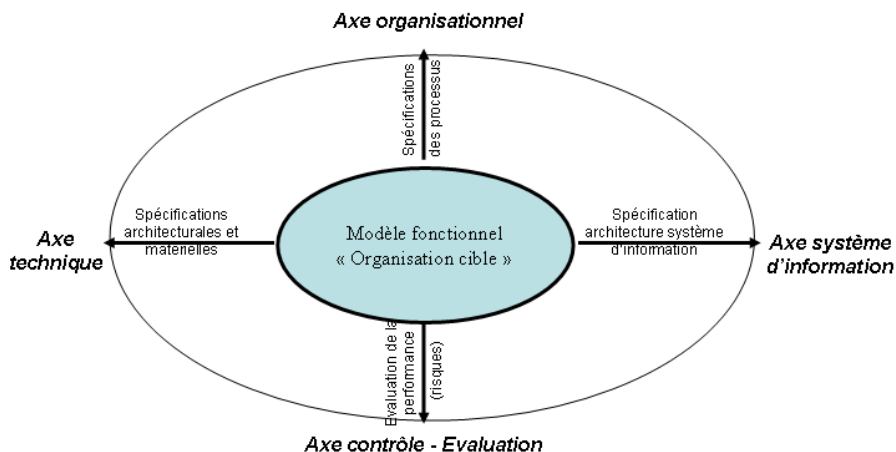 Axe organisationnel
Spécifications
des processus
Spécifications
architecturales et
matérielles
Axe
technique
Modèle fonctionnel
« Organisation cible »
Spécification
architecture système
d'information
Axe système
d'information
Evaluation de la
performance
(risques)
Axe contrôle - Evaluation